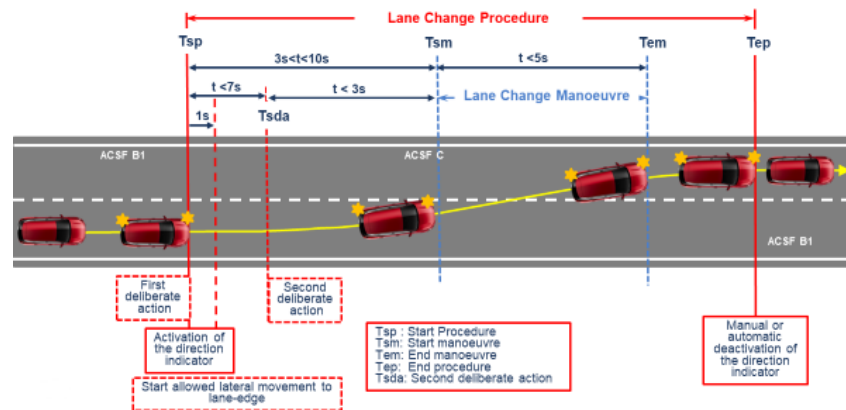 Lane Change Procedure
Tsp
Tsm
Tem
Tep
3s<t<10s
t <5s
t <7s
t < 3s
Lane Change Manoeuvre
1s
Tsda
ACSF B1
ACSF C
ACSF B1
First
deliberate
action
Second
deliberate
action
Activation of
the direction
indicator
Start allowed lateral movement to
lane-edge
Tsp : Start Procedure
Tsm: Start manoeuvre
Tem: End manoeuvre
Tep: End procedure
Tsda: Second deliberate action
Manual or
automatic
deactivation of
the direction
indicator